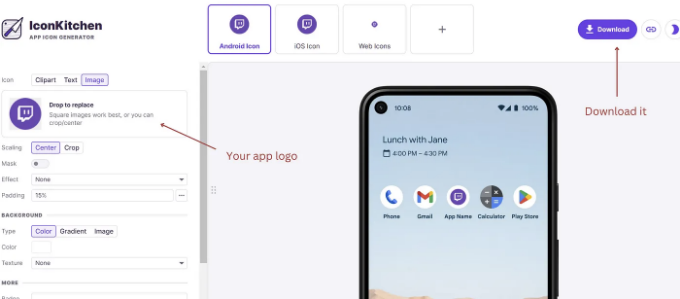 IconKitchen
APP ICON GENERATOR
Android Icon
iOS Icon
Web Icons
+
Download
Icon
Clipart
Text
Image
Drop to replace
Square images work best, or you can
crop/center
Scaling
Center
Crop
Mask
Effect
None
Padding
15%
BACKGROUND
Type
Color
Gradient
Image
Color
Texture
None
MORE
Your app logo
Download it
10:08
100%
Lunch with Jane
4:00 PM – 4:30 PM
Phone
Gmail
App Name
Calculator
Play Store